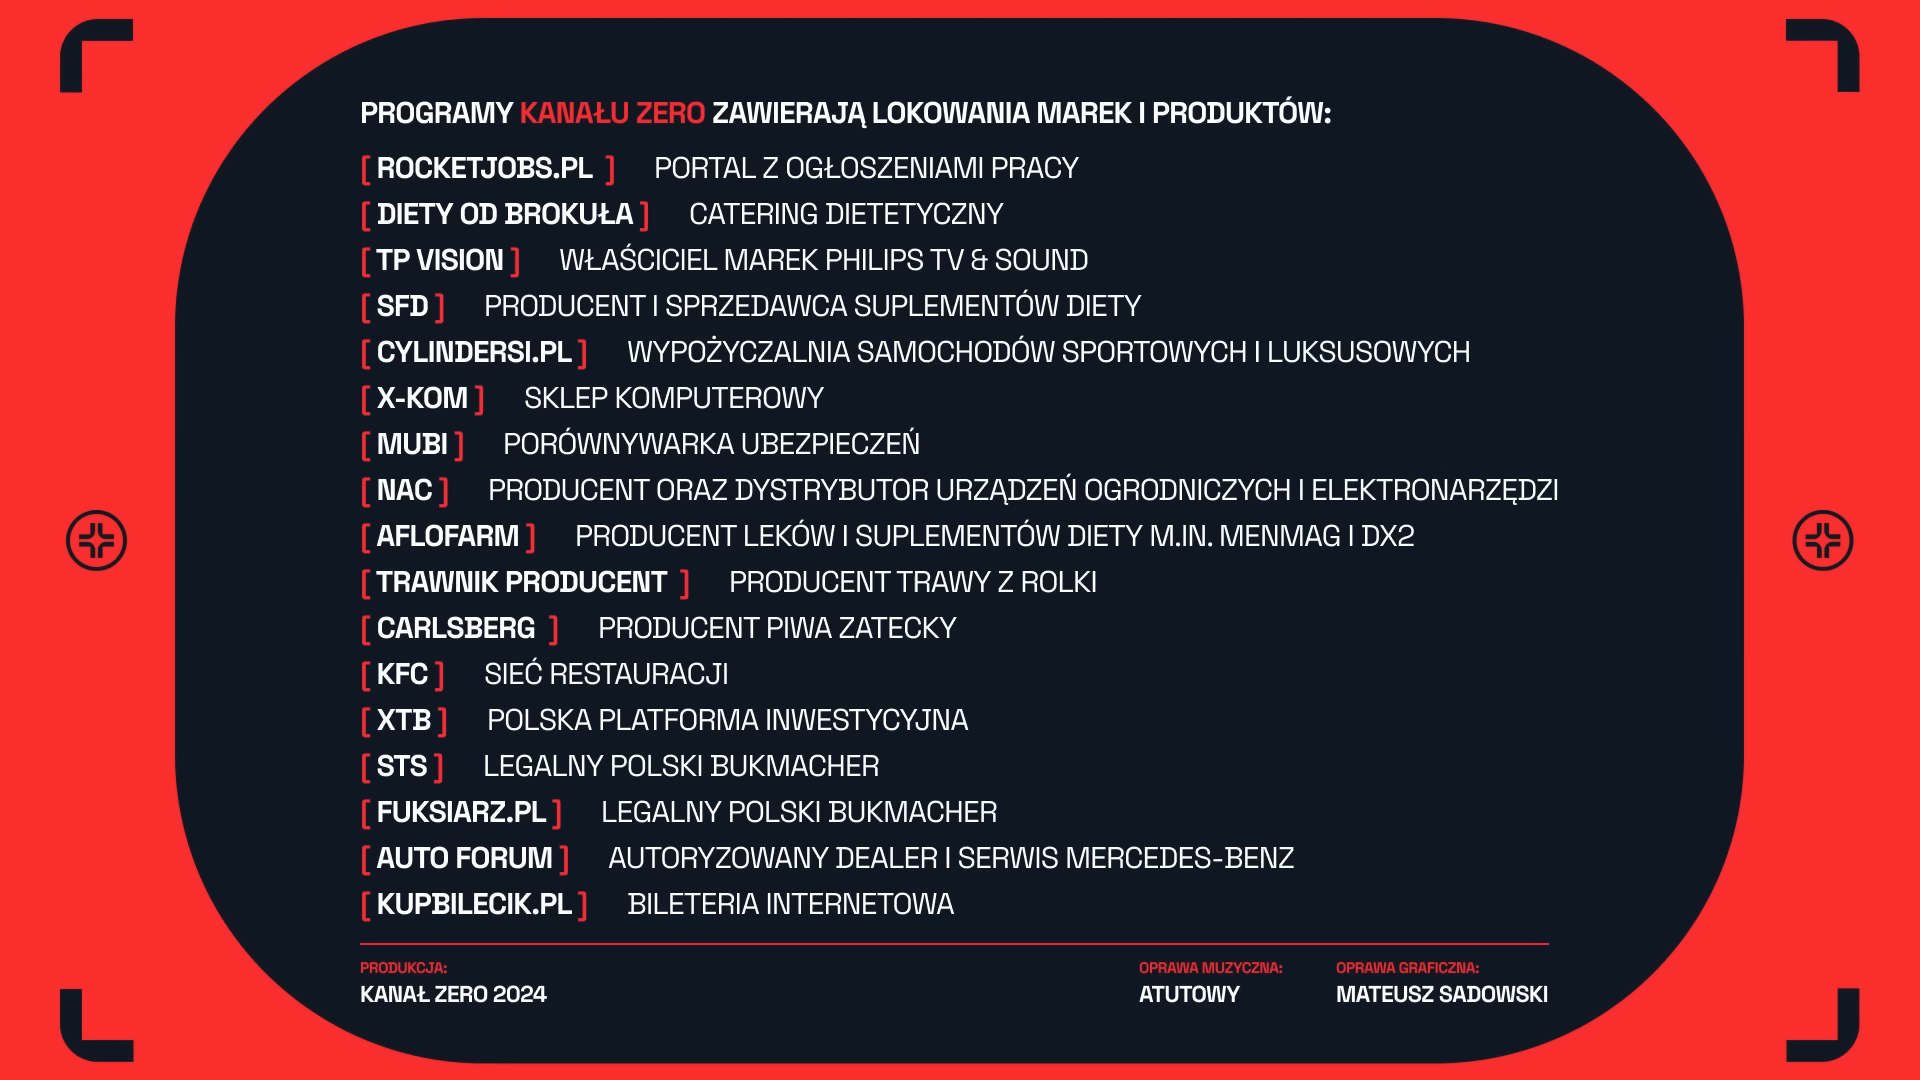 PROGRAMY KANAŁU ZERO ZAWIERAJĄ LOKOWANIA MAREK I PRODUKTÓW:
[ ROCKETJOBS.PL ] PORTAL Z OGŁOSZENIAMI PRACY
[ DIETY OD BROKUŁA ] CATERING DIETETYCZNY
[ TP VISION ] WŁAŚCICIEL MAREK PHILIPS TV & SOUND
[ SFD ] PRODUCENT I SPRZEDAWCA SUPLEMENTÓW DIETY
[ CYLINDERSI.PL ] WYPOŻYCZALNIA SAMOCHODÓW SPORTOWYCH I LUKSUSOWYCH
[ X-KOM ] SKLEP KOMPUTEROWY
[ MUBI ] PORÓWNYWARKA UBEZPIECZEŃ
[ NAC ] PRODUCENT ORAZ DYSTRYBUTOR URZĄDZEŃ OGRODNICZYCH I ELEKTRONARZĘDZI
[ AFLOFARM ] PRODUCENT LEKÓW I SUPLEMENTÓW DIETY M.IN. MENMAG I DX2
[ TRAWNIK PRODUCENT ] PRODUCENT TRAWY Z ROLKI
[ CARLSBERG ] PRODUCENT PIWA ZATECKY
[ KFC ] SIEĆ RESTAURACJI
[ XTB ] POLSKA PLATFORMA INWESTYCYJNA
[ STS ] LEGALNY POLSKI BUKMACHER
[ FUKSIARZ.PL ] LEGALNY POLSKI BUKMACHER
[ AUTO FORUM ] AUTORYZOWANY DEALER I SERWIS MERCEDES-BENZ
[ KUPBILECIK.PL ] BILETERIA INTERNETOWA
PRODUKCJA: OPRAWA MUZYCZNA: OPRAWA GRAFICZNA:
KANAŁ ZERO 2024 ATUTOWY MATEUSZ SADOWSKI